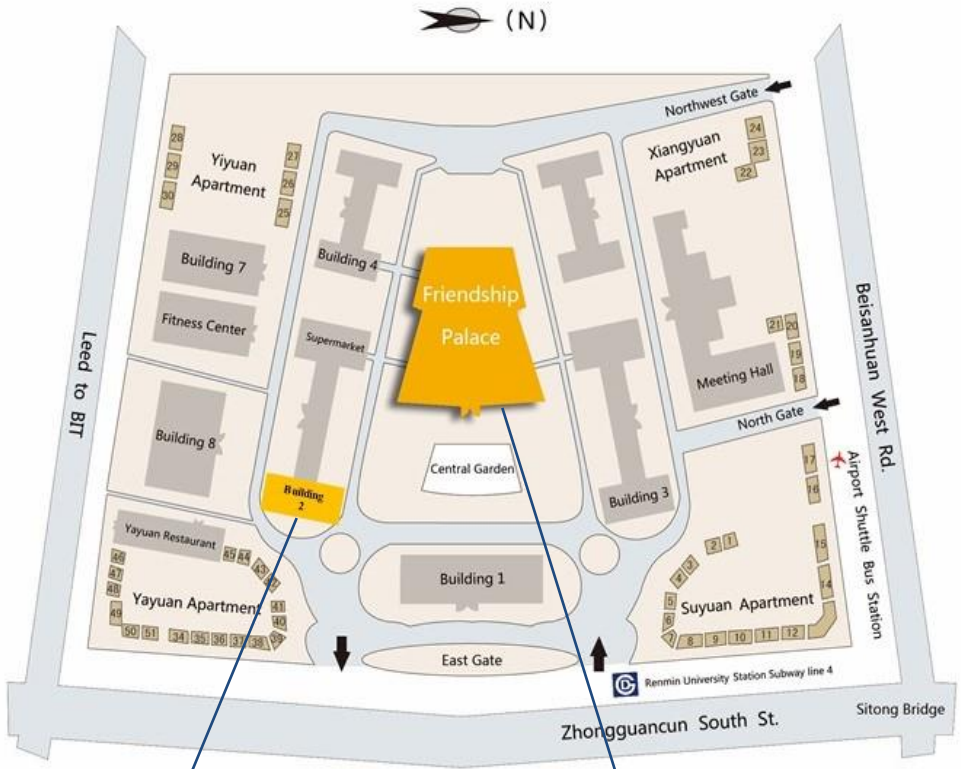 (N)
Northwest Gate
28
29
30
Yiyuan
Apartment
27
26
25
Xiangyuan
Apartment
24
23
22
Building 7
Fitness Center
Building 4
Supermarket
Friendship
Palace
Meeting Hall
21
20
19
18
North Gate
Leed to BIT
Beisanhuan West Rd.
Building 8
Building
2
Central Garden
Building 3
17
16
15
14
Airport Shuttle Bus Station
Yayuan Restaurant
46
47
48
49
50
51
45
44
43
42
41
40
39
34
35
36
37
38
Yayuan Apartment
Building 1
2
1
3
4
5
6
7
8
9
10
11
12
Suyuan Apartment
East Gate
Renmin University Station Subway line 4
Zhongguancun South St.
Sitong Bridge